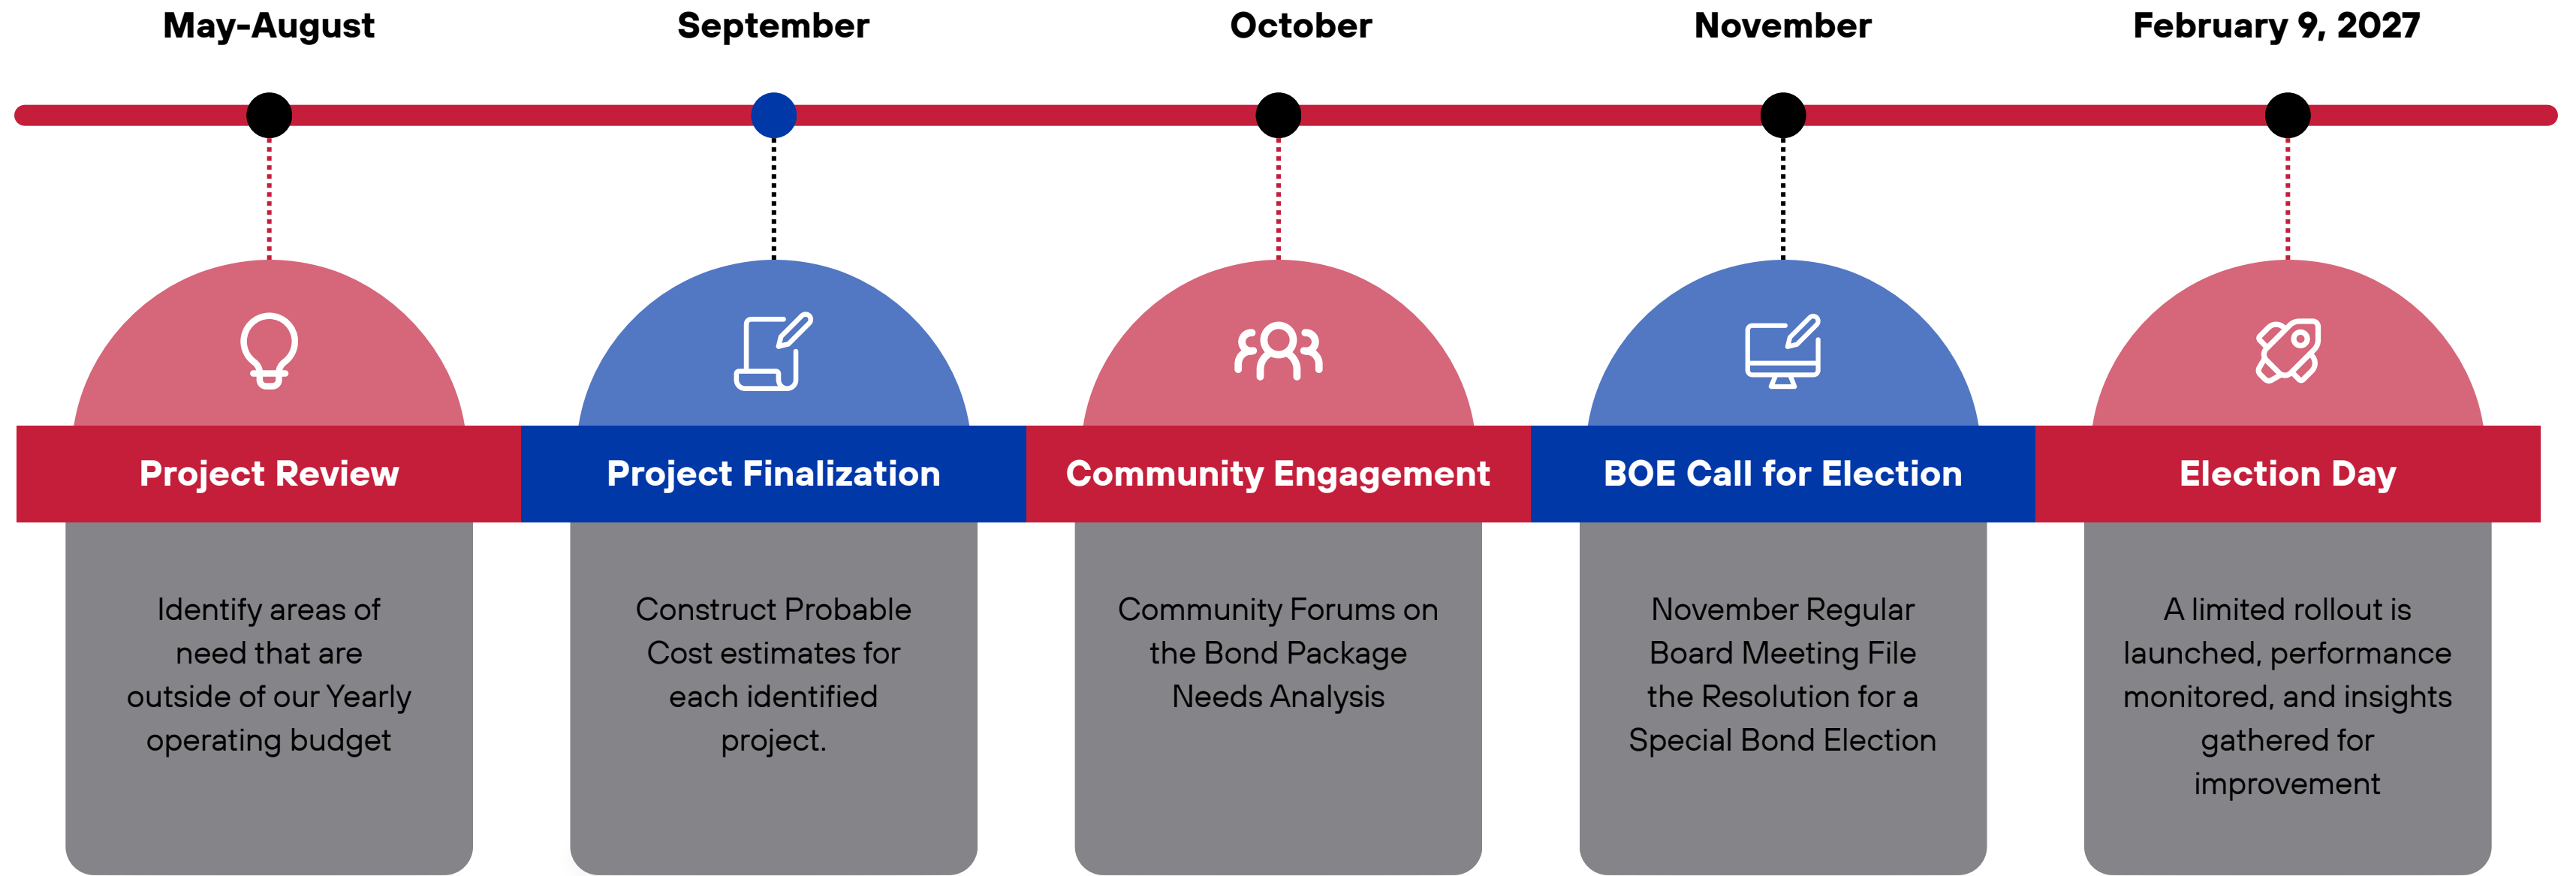 May-August
September
October
November
February 9, 2027
Project Review
Project Finalization
Community Engagement
BOE Call for Election
Election Day
Identify areas of
need that are
outside of our Yearly
operating budget
Construct Probable
Cost estimates for
each identified
project.
Community Forums on
the Bond Package
Needs Analysis
November Regular
Board Meeting File
the Resolution for a
Special Bond Election
A limited rollout is
launched, performance
monitored, and insights
gathered for
improvement